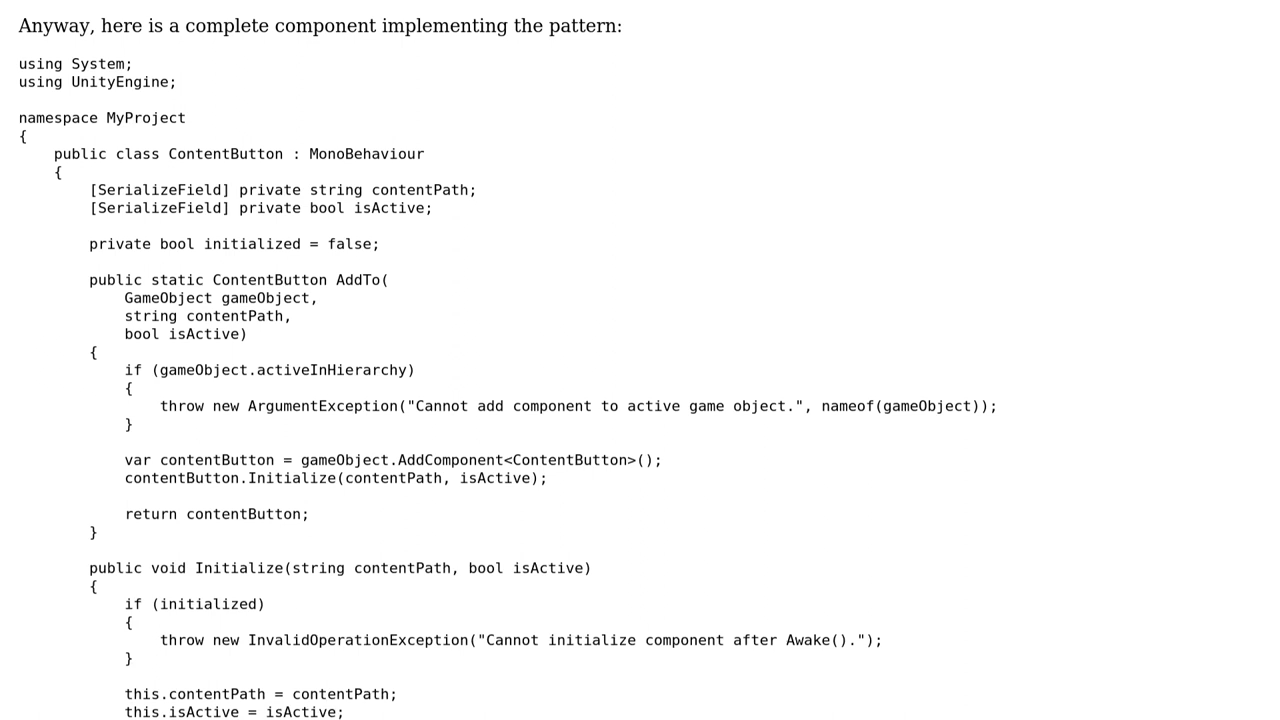 Anyway, here is a complete component implementing the pattern:
using System;
using UnityEngine;

namespace MyProject
{
    public class ContentButton : MonoBehaviour
    {
        [SerializeField] private string contentPath;
        [SerializeField] private bool isActive;

        private bool initialized = false;

        public static ContentButton AddTo(
            GameObject gameObject,
            string contentPath,
            bool isActive)
        {
            if (gameObject.activeInHierarchy)
            {
                throw new ArgumentException("Cannot add component to active game object.", nameof(gameObject));
            }

            var contentButton = gameObject.AddComponent<ContentButton>();
            contentButton.Initialize(contentPath, isActive);

            return contentButton;
        }

        public void Initialize(string contentPath, bool isActive)
        {
            if (initialized)
            {
                throw new InvalidOperationException("Cannot initialize component after Awake().");
            }

            this.contentPath = contentPath;
            this.isActive = isActive;